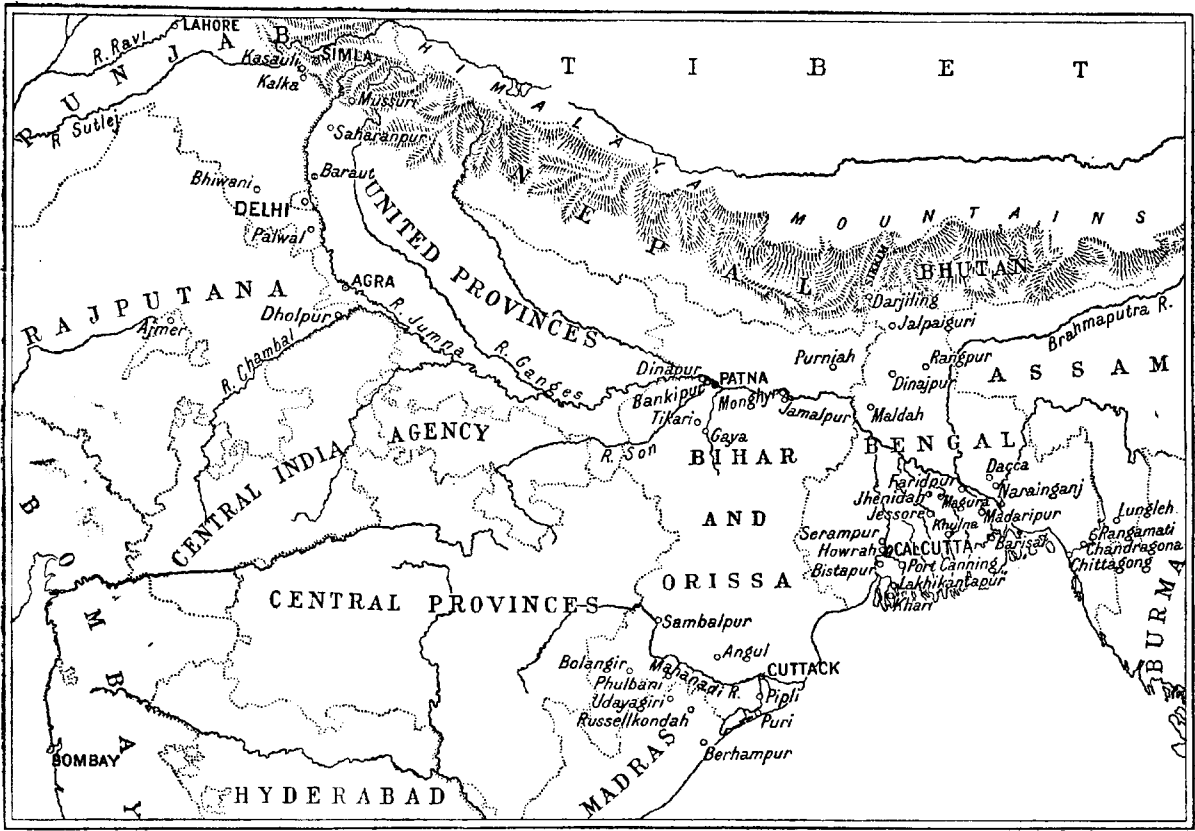 LAHORE
R. Ravi
PUNJAB
Kasauli
SIMLA
Kalka
HIMALAYA
TIBET
R Sutlej
Mussuri
Saharanpur
Baraut
Bhiwani
DELHI
Palwal
UNITED PROVINCES
NEPAL
MOUNTAINS
SIKKIM
BHUTAN
AGRA
RAJPUTANA
Dholpur
Ajmer
R. Jumna
R. Chambal
R. Ganges
Darjiling
Jalpaiguri
Brahmaputra R.
Purniah
Rangpur
Dinajpur
ASSAM
Dinapur
PATNA
Bankipur
Monghyr
Jamalpur
Tikari
Maldah
Gaya
R. Son
AGENCY
CENTRAL INDIA
BIHAR
AND
ORISSA
BENGAL
Dacca
Faridpur
Narainganj
Jhenidah
Magura
Jessore
Madaripur
Khulna
Serampur
Barisal
Howrah
CALCUTTA
Bistapur
Port Canning
Lakhikantapur
Khari
Lungleh
Rangamati
Chandragona
Chittagong
BURMA
BOMBAY
CENTRAL PROVINCES
Sambalpur
Angul
Bolangir
Mahanadi R.
CUTTACK
Phulbani
Pipli
Udayagiri
Russellkondah
Puri
Berhampur
MADRAS
BOMBAY
HYDERABAD